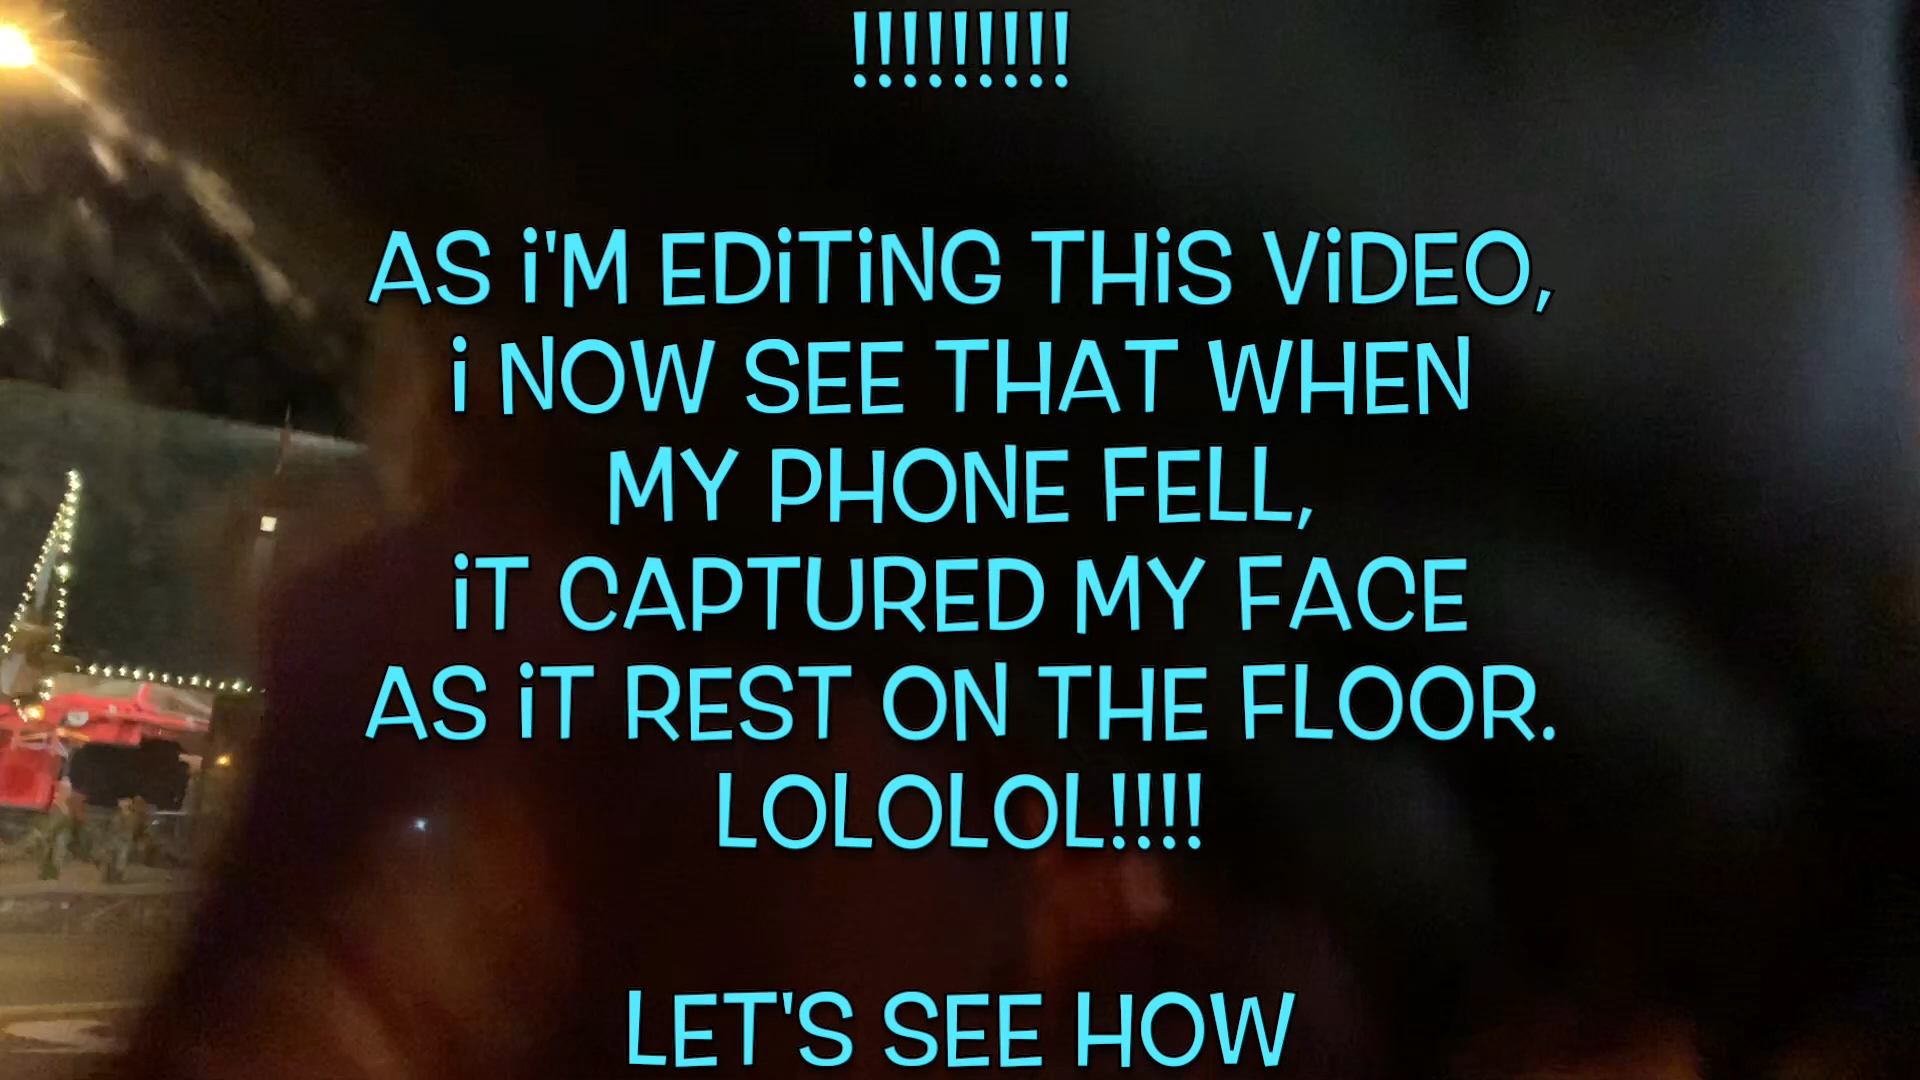 !!!!!!!!!
AS i'M EDiTiNG THiS ViDEO,
i NOW SEE THAT WHEN
MY PHONE FELL,
iT CAPTURED MY FACE
AS iT REST ON THE FLOOR.
LOLOLOL!!!!
LET'S SEE HOW